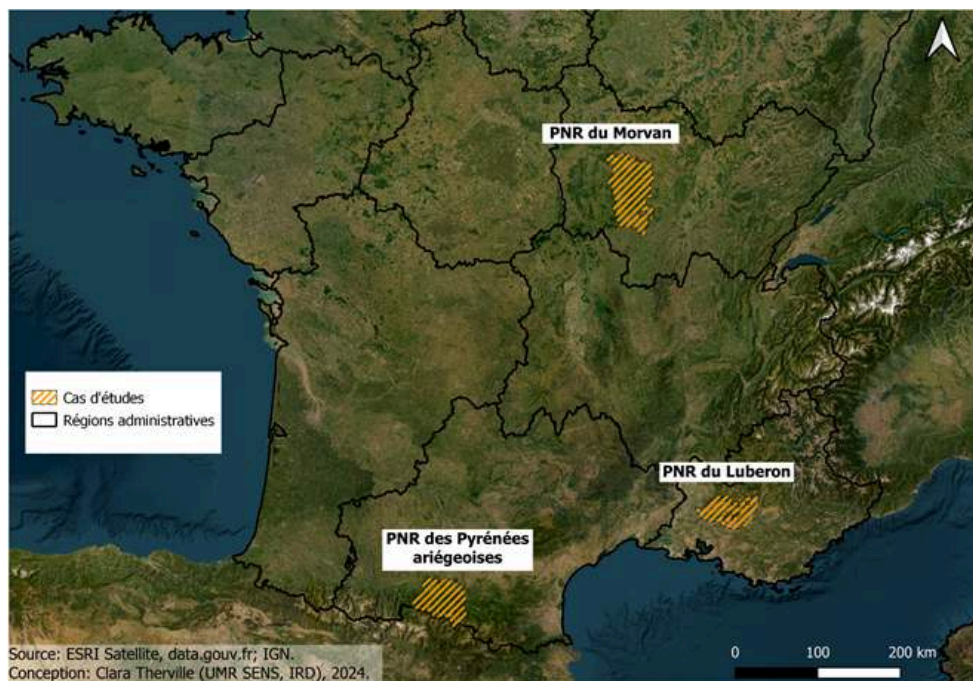 PNR du Morvan
Cas d'études
Régions administratives
PNR du Luberon
PNR des Pyrénées
ariégeoises
Source: ESRI Satellite, data.gouv.fr; IGN.
Conception: Clara Therville (UMR SENS, IRD), 2024.
0 100 200 km